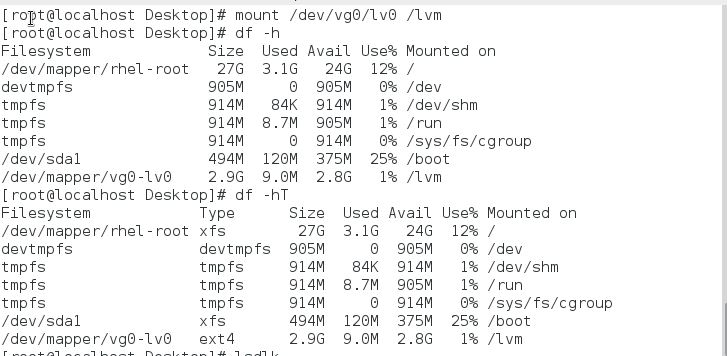 [root@localhost Desktop]# mount /dev/vg0/lv0 /lvm
[root@localhost Desktop]# df -h
Filesystem             Size  Used Avail Use% Mounted on
/dev/mapper/rhel-root   27G  3.1G   24G  12% /
devtmpfs               905M     0  905M   0% /dev
tmpfs                  914M   84K  914M   1% /dev/shm
tmpfs                  914M  8.7M  905M   1% /run
tmpfs                  914M     0  914M   0% /sys/fs/cgroup
/dev/sda1              494M  120M  375M  25% /boot
/dev/mapper/vg0-lv0    2.9G  9.0M  2.8G   1% /lvm
[root@localhost Desktop]# df -hT
Filesystem            Type      Size  Used Avail Use% Mounted on
/dev/mapper/rhel-root xfs        27G  3.1G   24G  12% /
devtmpfs              devtmpfs  905M     0  905M   0% /dev
tmpfs                 tmpfs     914M   84K  914M   1% /dev/shm
tmpfs                 tmpfs     914M  8.7M  905M   1% /run
tmpfs                 tmpfs     914M     0  914M   0% /sys/fs/cgroup
/dev/sda1             xfs       494M  120M  375M  25% /boot
/dev/mapper/vg0-lv0   ext4      2.9G  9.0M  2.8G   1% /lvm
[root@localhost Desktop]#